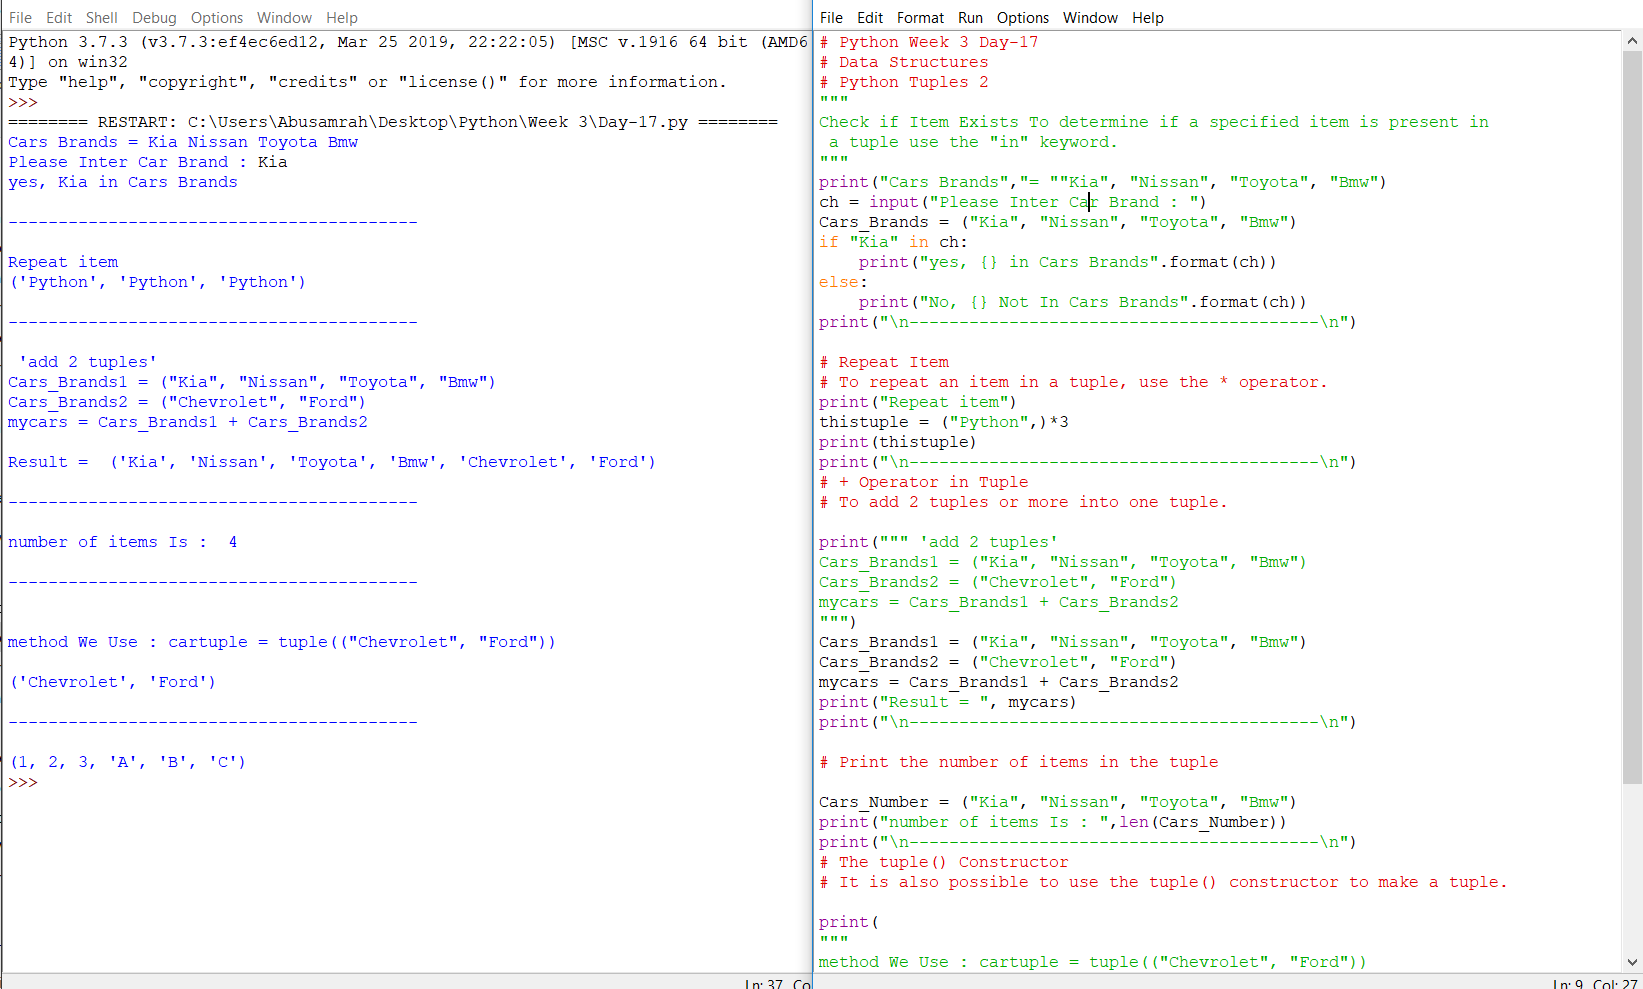 File Edit Shell Debug Options Window Help
Python 3.7.3 (v3.7.3:ef4ec6ed12, Mar 25 2019, 22:22:05) [MSC v.1916 64 bit (AMD6
4)] on win32
Type "help", "copyright", "credits" or "license()" for more information.
>>>
======== RESTART: C:\Users\Abusamrah\Desktop\Python\Week 3\Day-17.py ========
Cars Brands = Kia Nissan Toyota Bmw
Please Inter Car Brand : Kia
yes, Kia in Cars Brands
-----------------------------------------
Repeat item
('Python', 'Python', 'Python')
-----------------------------------------
'add 2 tuples'
Cars_Brands1 = ("Kia", "Nissan", "Toyota", "Bmw")
Cars_Brands2 = ("Chevrolet", "Ford")
mycars = Cars_Brands1 + Cars_Brands2
Result =  ('Kia', 'Nissan', 'Toyota', 'Bmw', 'Chevrolet', 'Ford')
-----------------------------------------
number of items Is :  4
-----------------------------------------
method We Use : cartuple = tuple(("Chevrolet", "Ford"))
('Chevrolet', 'Ford')
-----------------------------------------
(1, 2, 3, 'A', 'B', 'C')
>>>
Ln: 37 Co
File Edit Format Run Options Window Help
# Python Week 3 Day-17
# Data Structures
# Python Tuples 2
"""
Check if Item Exists To determine if a specified item is present in
 a tuple use the "in" keyword.
"""
print("Cars Brands","= ""Kia", "Nissan", "Toyota", "Bmw")
ch = input("Please Inter Car Brand : ")
Cars_Brands = ("Kia", "Nissan", "Toyota", "Bmw")
if "Kia" in ch:
    print("yes, {} in Cars Brands".format(ch))
else:
    print("No, {} Not In Cars Brands".format(ch))
print("\n-----------------------------------------\n")
# Repeat Item
# To repeat an item in a tuple, use the * operator.
print("Repeat item")
thistuple = ("Python",)*3
print(thistuple)
print("\n-----------------------------------------\n")
# + Operator in Tuple
# To add 2 tuples or more into one tuple.
print(""" 'add 2 tuples'
Cars_Brands1 = ("Kia", "Nissan", "Toyota", "Bmw")
Cars_Brands2 = ("Chevrolet", "Ford")
mycars = Cars_Brands1 + Cars_Brands2
""")
Cars_Brands1 = ("Kia", "Nissan", "Toyota", "Bmw")
Cars_Brands2 = ("Chevrolet", "Ford")
mycars = Cars_Brands1 + Cars_Brands2
print("Result = ", mycars)
print("\n-----------------------------------------\n")
# Print the number of items in the tuple
Cars_Number = ("Kia", "Nissan", "Toyota", "Bmw")
print("number of items Is : ",len(Cars_Number))
print("\n-----------------------------------------\n")
# The tuple() Constructor
# It is also possible to use the tuple() constructor to make a tuple.
print(
"""
method We Use : cartuple = tuple(("Chevrolet", "Ford"))
Ln: 9 Col: 27